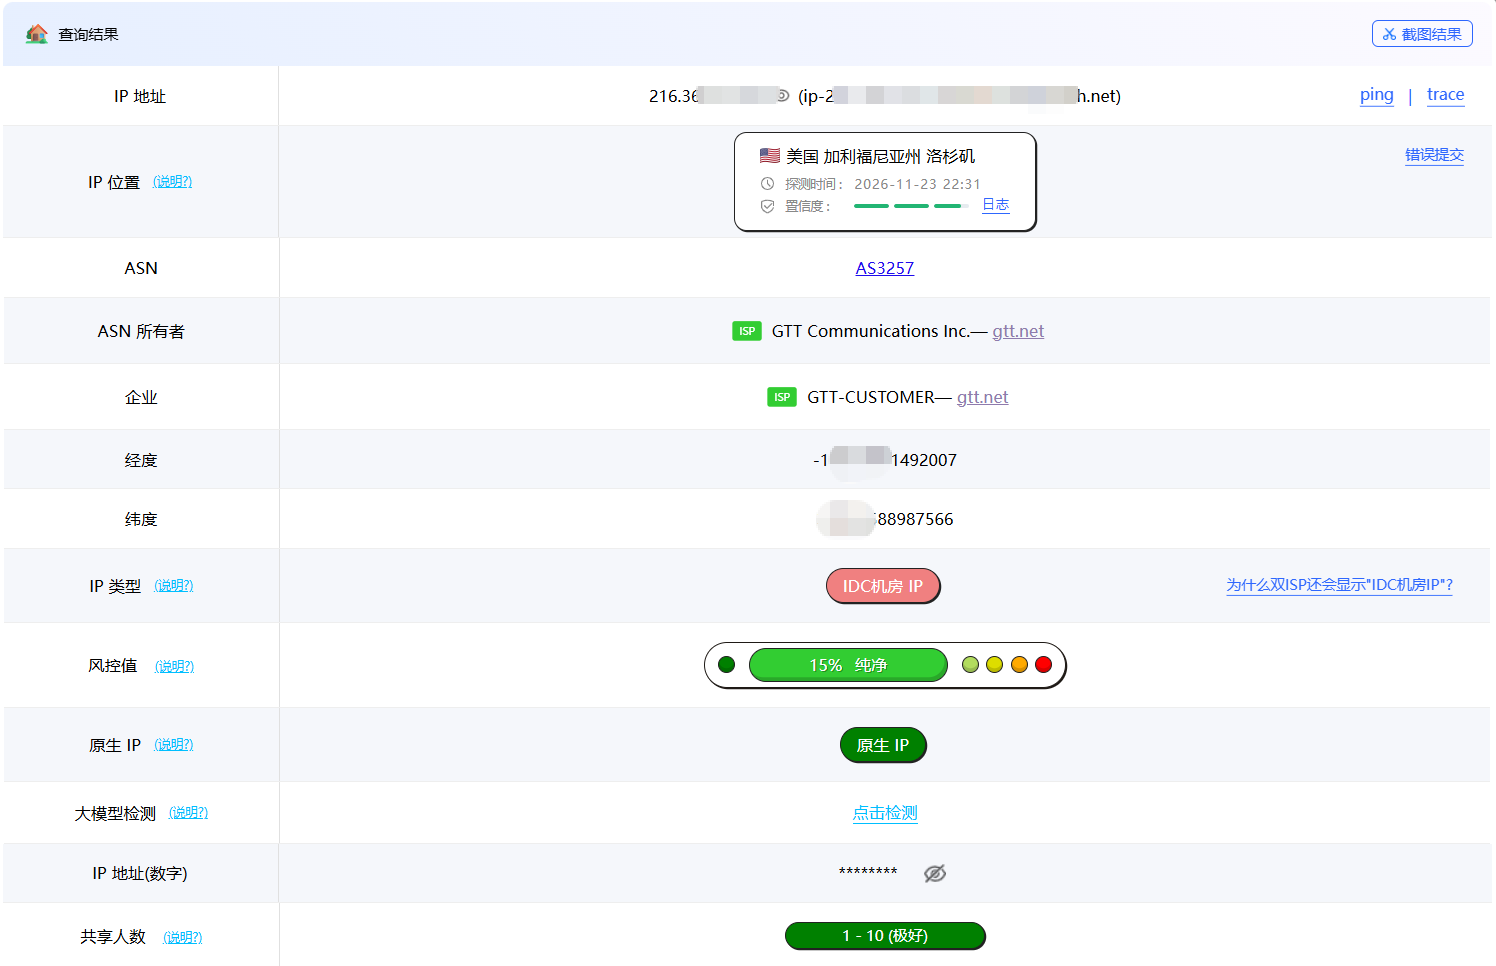 查询结果
截图结果
IP 地址
216.36 (ip-2 h.net)
ping | trace
IP 位置 (说明?)
美国 加利福尼亚州 洛杉矶
探测时间： 2026-11-23 22:31
置信度： 日志
错误提交
ASN
AS3257
ASN 所有者
ISP GTT Communications Inc.— gtt.net
企业
ISP GTT-CUSTOMER— gtt.net
经度
-1 1492007
纬度
88987566
IP 类型 (说明?)
IDC机房 IP
为什么双ISP还会显示"IDC机房IP"?
风控值 (说明?)
15% 纯净
原生 IP (说明?)
原生 IP
大模型检测 (说明?)
点击检测
IP 地址(数字)
********
共享人数 (说明?)
1 - 10 (极好)